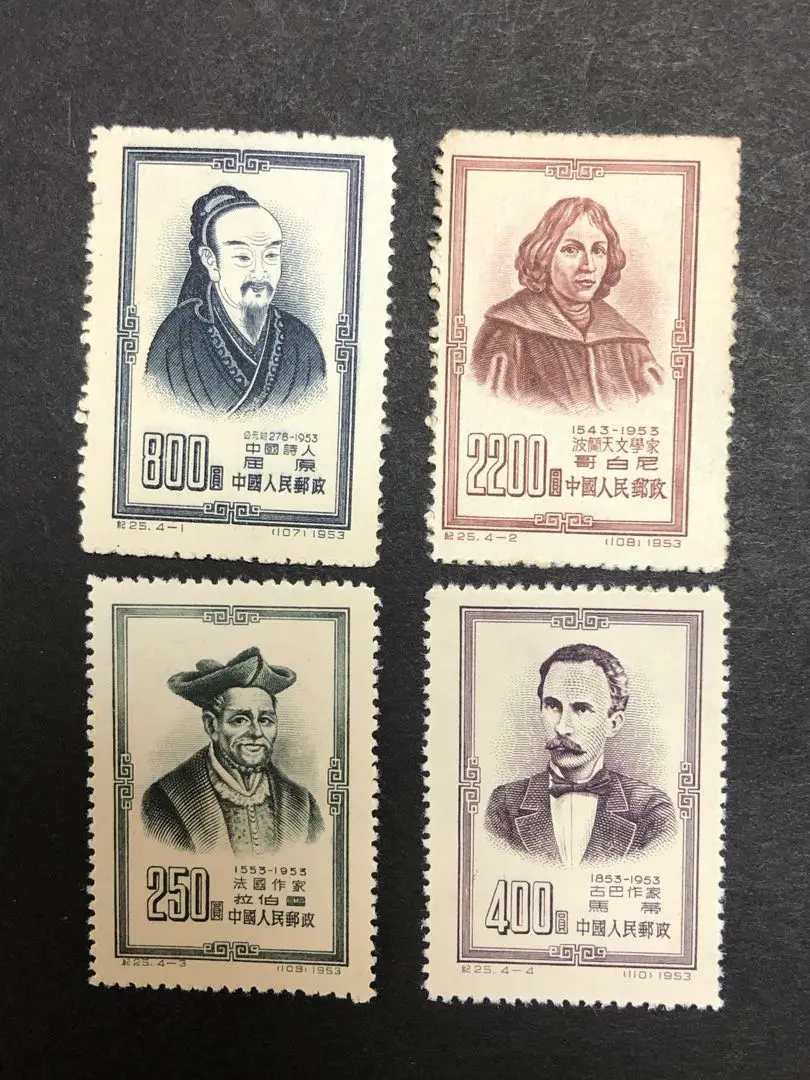 公元前278-1953
中國詩人
屈原
800圓 中國人民郵政
紀25.4-1 (107) 1953
1543-1953
波蘭天文學家
哥白尼
2200圓 中國人民郵政
紀25.4-2 (108) 1953
1553-1953
法國作家
拉伯雷
250圓 中國人民郵政
紀25.4-3 (109) 1953
1853-1953
古巴作家
馬蒂
400圓 中國人民郵政
紀25.4-4 (110) 1953